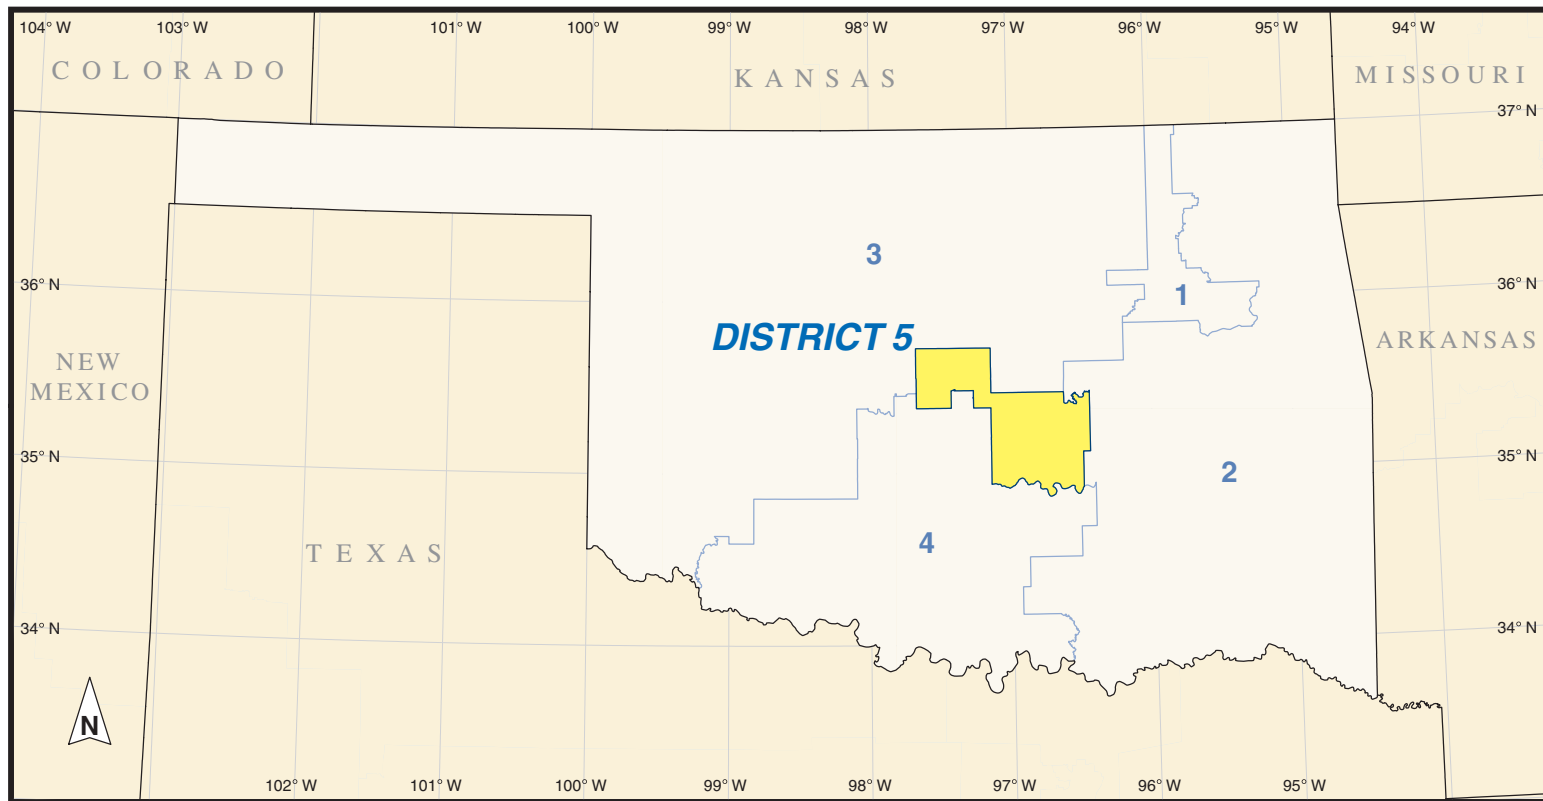 104° W 103° W 101° W 100° W 99° W 98° W 97° W 96° W 95° W 94° W
COLORADO KANSAS MISSOURI
37° N
3
36° N 1 36° N
DISTRICT 5
NEW
MEXICO
ARKANSAS
35° N 35° N
2
4
TEXAS
34° N 34° N
N
102° W 101° W 100° W 99° W 98° W 97° W 96° W 95° W